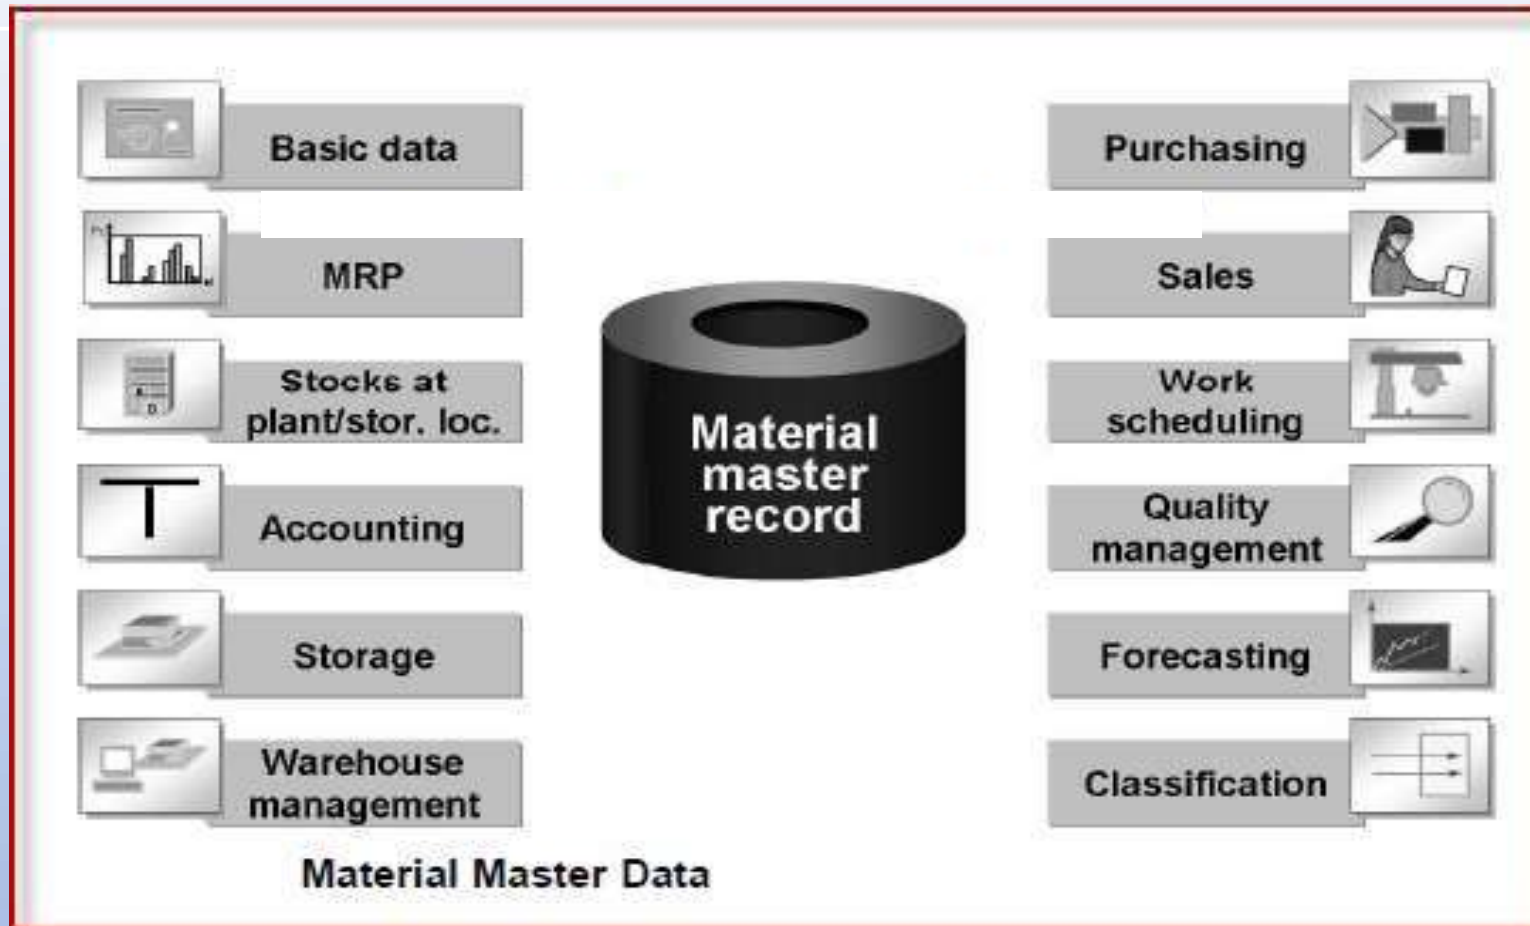 Basic data
MRP
Stocks at
plant/stor. loc.
Accounting
Storage
Warehouse
management
Material
master
record
Purchasing
Sales
Work
scheduling
Quality
management
Forecasting
Classification
Material Master Data